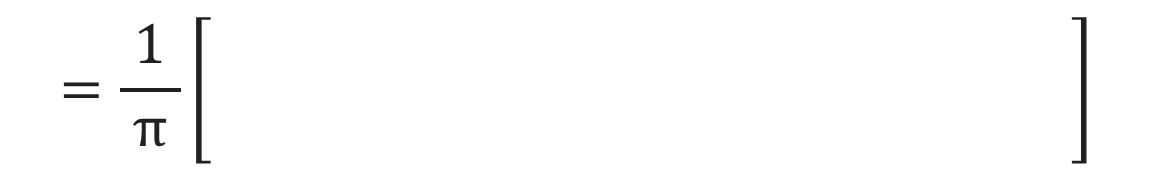 = 1/π [ ]